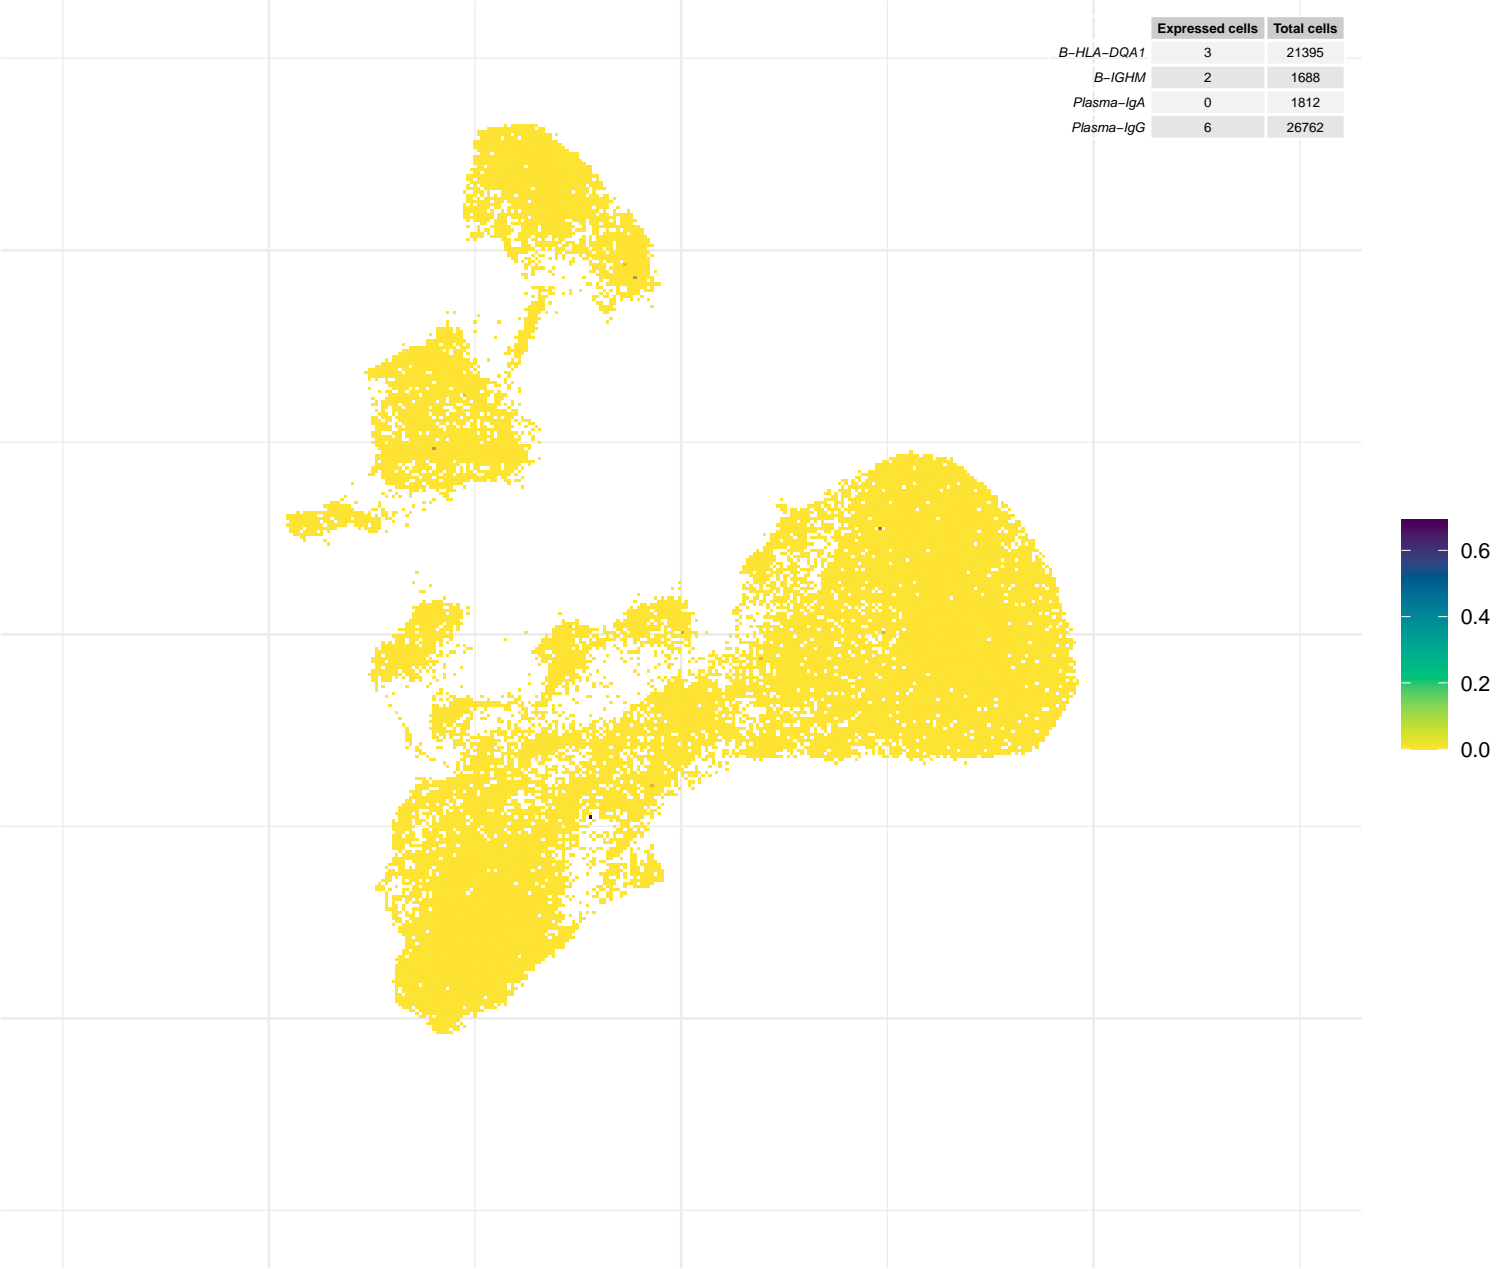 Expressed cells Total cells
B−HLA−DQA1 3 21395
B−IGHM 2 1688
Plasma−IgA 0 1812
Plasma−IgG 6 26762
0.6
0.4
0.2
0.0